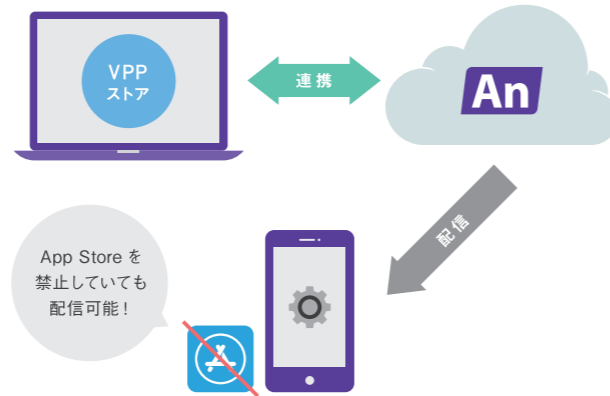 VPP
ストア
連携
An
配信
App Store を
禁止していても
配信可能！